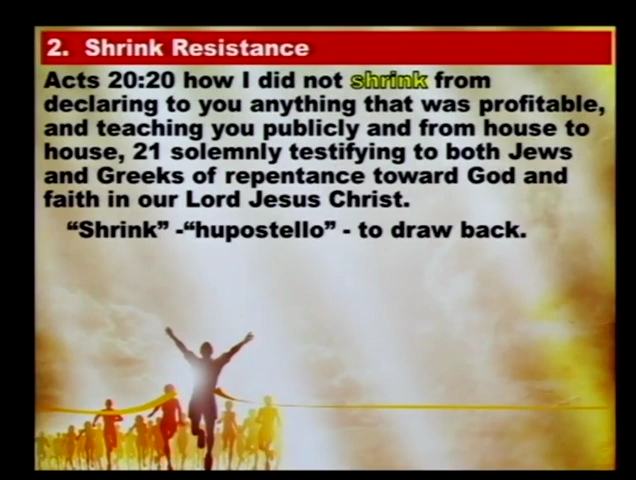 2. Shrink Resistance
Acts 20:20 how I did not shrink from
declaring to you anything that was profitable,
and teaching you publicly and from house to
house, 21 solemnly testifying to both Jews
and Greeks of repentance toward God and
faith in our Lord Jesus Christ.
“Shrink” -“hupostello” - to draw back.